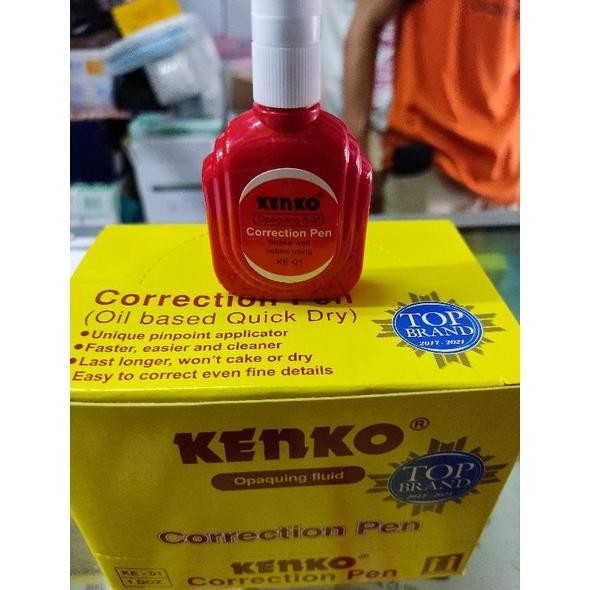 KENKO
Opaquing fluid
Correction Pen
Shake well
before using
KE-01
Correction Pen
(Oil based Quick Dry)
•Unique pinpoint applicator
•Faster, easier and cleaner
•Last longer, won't cake or dry
Easy to correct even fine details
TOP
BRAND
2017 - 2021
KENKO®
Opaquing fluid
TOP
BRAND
2017 - 2021
Correction Pen
KE - 01
1 DOZ
KENKO®
Correction Pen